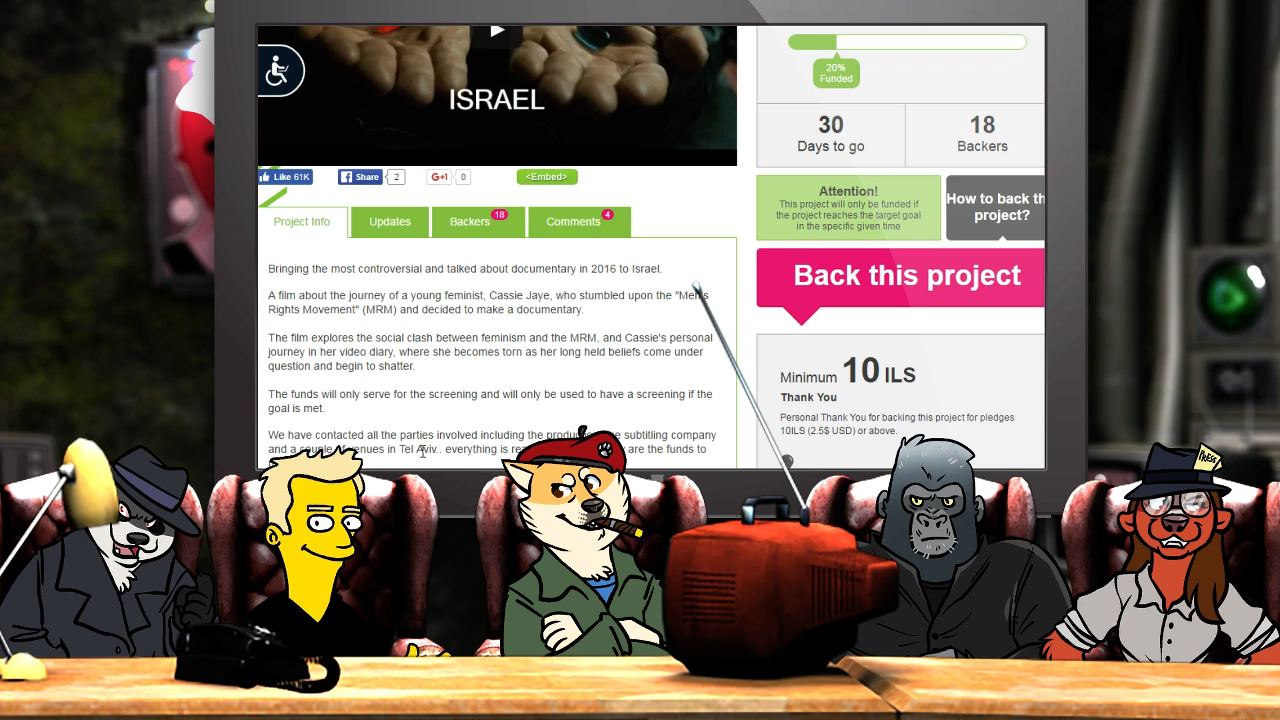 ISRAEL
Like 61K
Share
2
G+1
0
<Embed>
Project Info
Updates
Backers
18
Comments
4
Bringing the most controversial and talked about documentary in 2016 to Israel.
A film about the journey of a young feminist, Cassie Jaye, who stumbled upon the "Men's
Rights Movement" (MRM) and decided to make a documentary.
The film explores the social clash between feminism and the MRM, and Cassie's personal
journey in her video diary, where she becomes torn as her long held beliefs come under
question and begin to shatter.
The funds will only serve for the screening and will only be used to have a screening if the
goal is met.
We have contacted all the parties involved including the subtitling company
and a couple Tel Aviv.. everything is are the funds to
20%
Funded
30
Days to go
18
Backers
Attention!
This project will only be funded if
the project reaches the target goal
in the specific given time
How to back th
project?
Back this project
Minimum 10 ILS
Thank You
Personal Thank You for backing this project for pledges
10ILS (2.5$ USD) or above.
PRESS